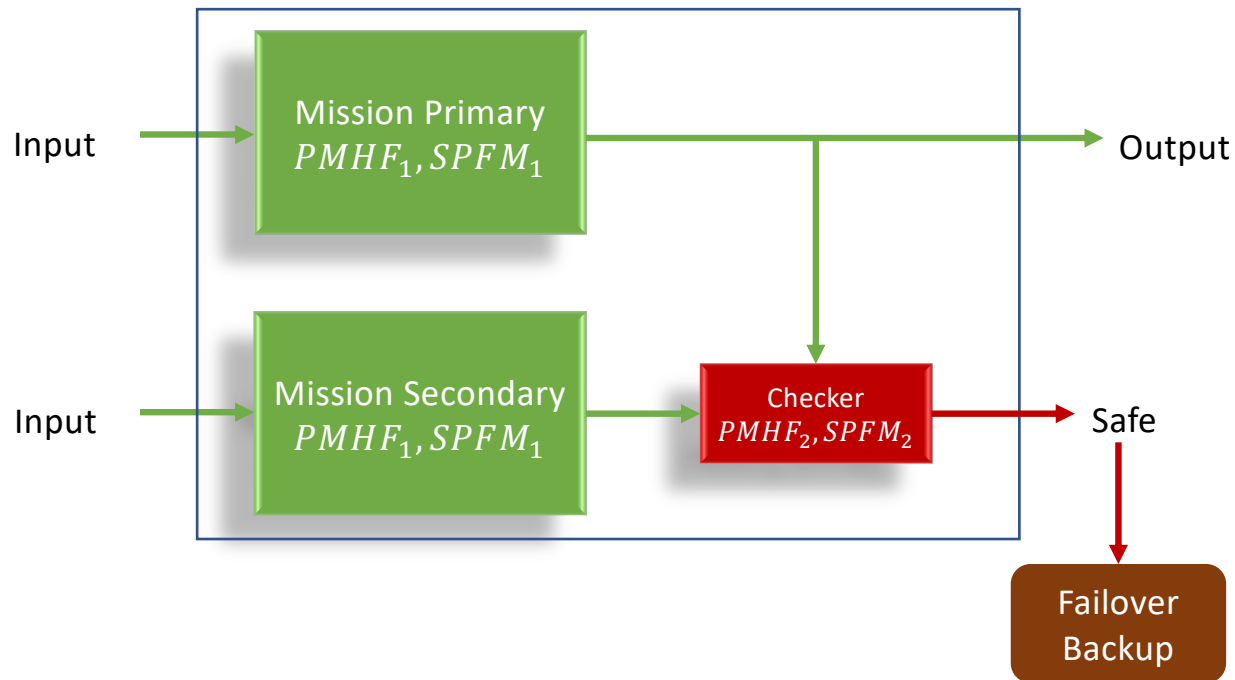 Mission Primary
PMHF₁, SPFM₁
Input
Output
Mission Secondary
PMHF₁, SPFM₁
Input
Checker
PMHF₂, SPFM₂
Safe
Failover
Backup